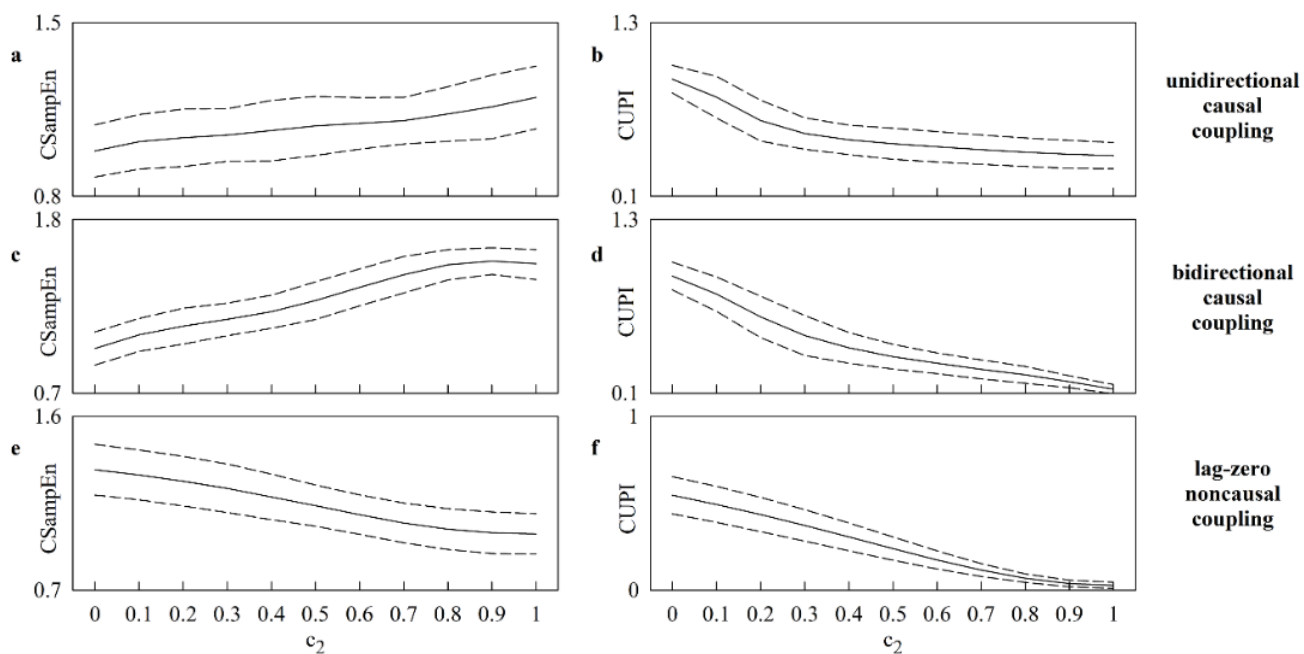 1.5
a
CSampEn
0.8
1.3
b
CUPI
0.1
unidirectional
causal
coupling
1.8
c
CSampEn
0.7
1.3
d
CUPI
0.1
bidirectional
causal
coupling
1.6
e
CSampEn
0.7
0 0.1 0.2 0.3 0.4 0.5 0.6 0.7 0.8 0.9 1
c2
1
f
CUPI
0
0 0.1 0.2 0.3 0.4 0.5 0.6 0.7 0.8 0.9 1
c2
lag-zero
noncausal
coupling